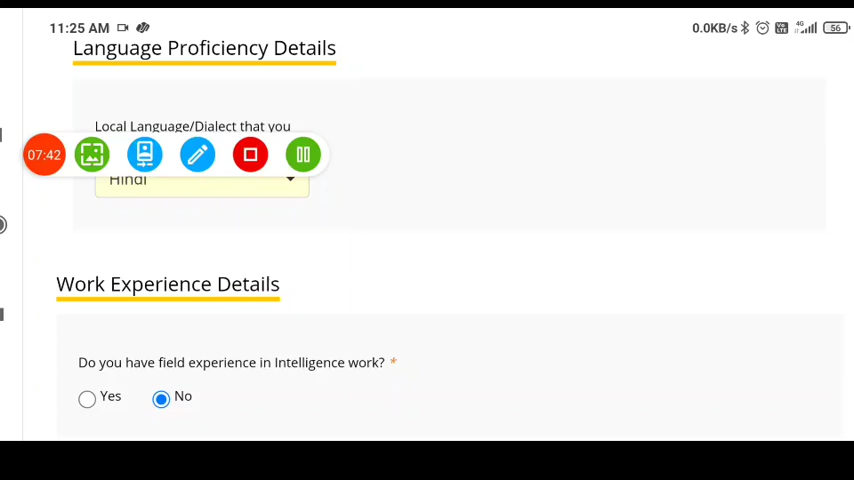 11:25 AM
0.0KB/s
4G
56
Language Proficiency Details
Local Language/Dialect that you
07:42
Hindi
Work Experience Details
Do you have field experience in Intelligence work? *
Yes
No